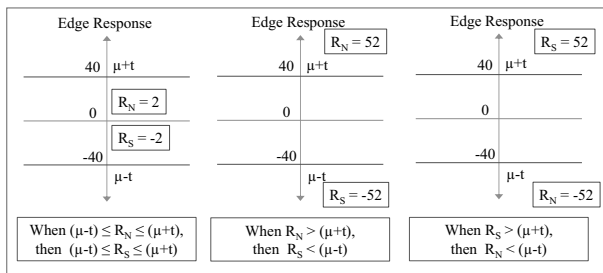 Edge Response
40
μ+t
R_N = 2
0
R_S = -2
-40
μ-t
When (μ-t) ≤ R_N ≤ (μ+t),
then (μ-t) ≤ R_S ≤ (μ+t)
Edge Response
R_N = 52
40
μ+t
0
-40
μ-t
R_S = -52
When R_N > (μ+t),
then R_S < (μ-t)
Edge Response
R_S = 52
40
μ+t
0
-40
μ-t
R_N = -52
When R_S > (μ+t),
then R_N < (μ-t)